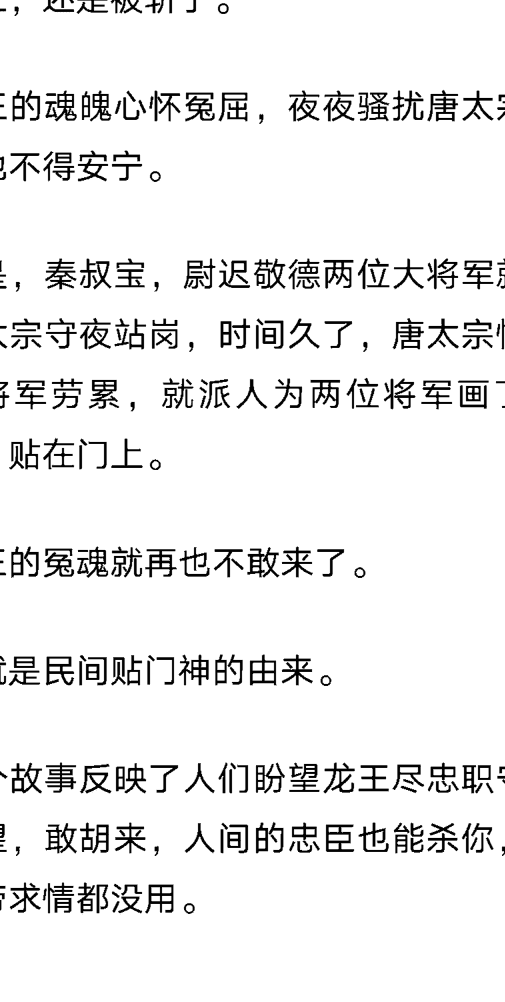 ，还是被斩了。
王的魂魄心怀冤屈，夜夜骚扰唐太宗
他不得安宁。
是，秦叔宝，尉迟敬德两位大将军就
太宗守夜站岗，时间久了，唐太宗怜
将军劳累，就派人为两位将军画了
，贴在门上。
王的冤魂就再也不敢来了。
就是民间贴门神的由来。
个故事反映了人们盼望龙王尽忠职守
望，敢胡来，人间的忠臣也能杀你，
帝求情都没用。